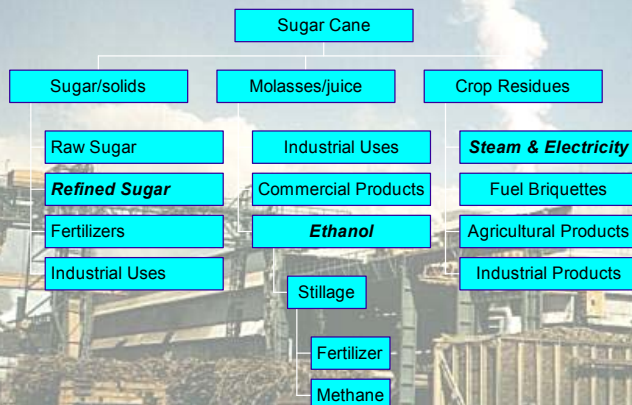 Sugar Cane
Sugar/solids
Molasses/juice
Crop Residues
Raw Sugar
Refined Sugar
Fertilizers
Industrial Uses
Industrial Uses
Commercial Products
Ethanol
Stillage
Fertilizer
Methane
Steam & Electricity
Fuel Briquettes
Agricultural Products
Industrial Products